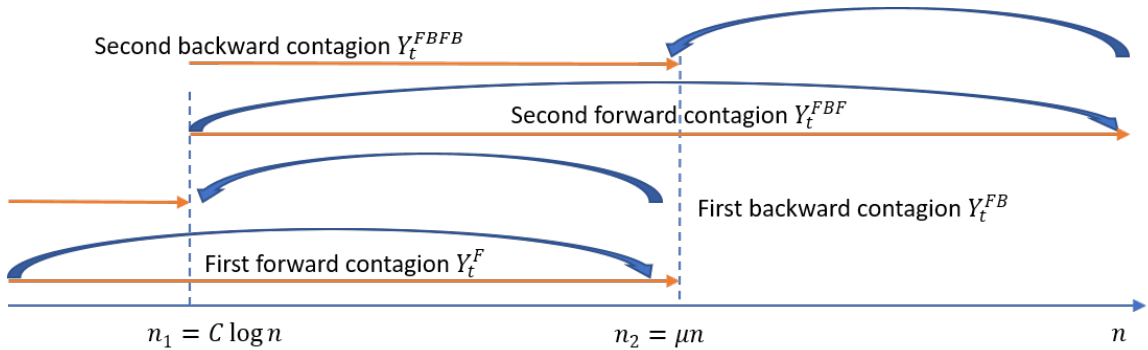 Second backward contagion $Y_t^{FBFB}$
Second forward contagion $Y_t^{FBF}$
First backward contagion $Y_t^{FB}$
First forward contagion $Y_t^F$
$n_1 = C \log n$
$n_2 = \mu n$
$n$